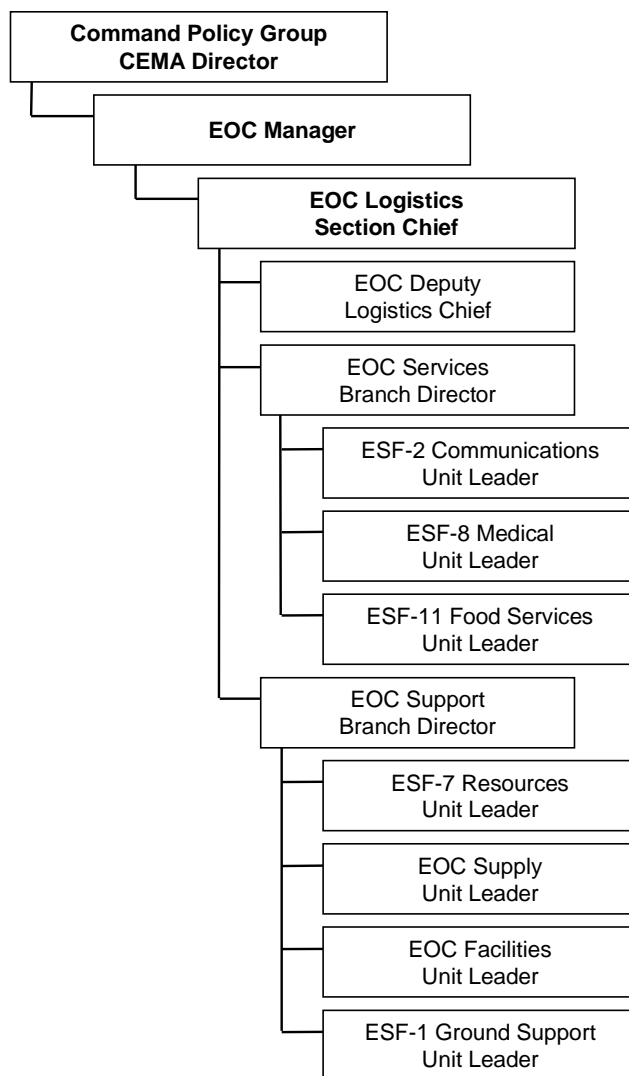 Command Policy Group
CEMA Director
EOC Manager
EOC Logistics
Section Chief
EOC Deputy
Logistics Chief
EOC Services
Branch Director
ESF-2 Communications
Unit Leader
ESF-8 Medical
Unit Leader
ESF-11 Food Services
Unit Leader
EOC Support
Branch Director
ESF-7 Resources
Unit Leader
EOC Supply
Unit Leader
EOC Facilities
Unit Leader
ESF-1 Ground Support
Unit Leader